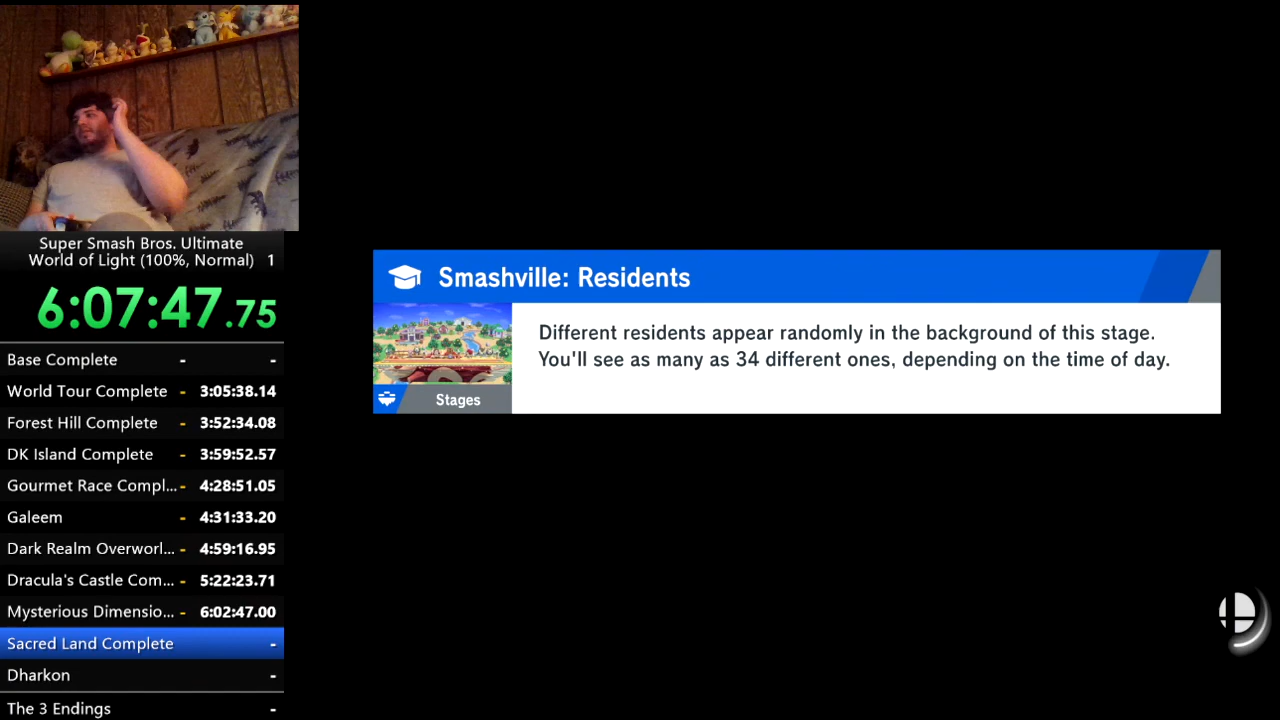 Super Smash Bros. Ultimate
World of Light (100%, Normal) 1
6:07:47.75
Base Complete - -
World Tour Complete - 3:05:38.14
Forest Hill Complete - 3:52:34.08
DK Island Complete - 3:59:52.57
Gourmet Race Compl... - 4:28:51.05
Galeem - 4:31:33.20
Dark Realm Overworl... - 4:59:16.95
Dracula's Castle Com... - 5:22:23.71
Mysterious Dimensio... - 6:02:47.00
Sacred Land Complete -
Dharkon -
The 3 Endings -
Smashville: Residents
Different residents appear randomly in the background of this stage.
You'll see as many as 34 different ones, depending on the time of day.
Stages